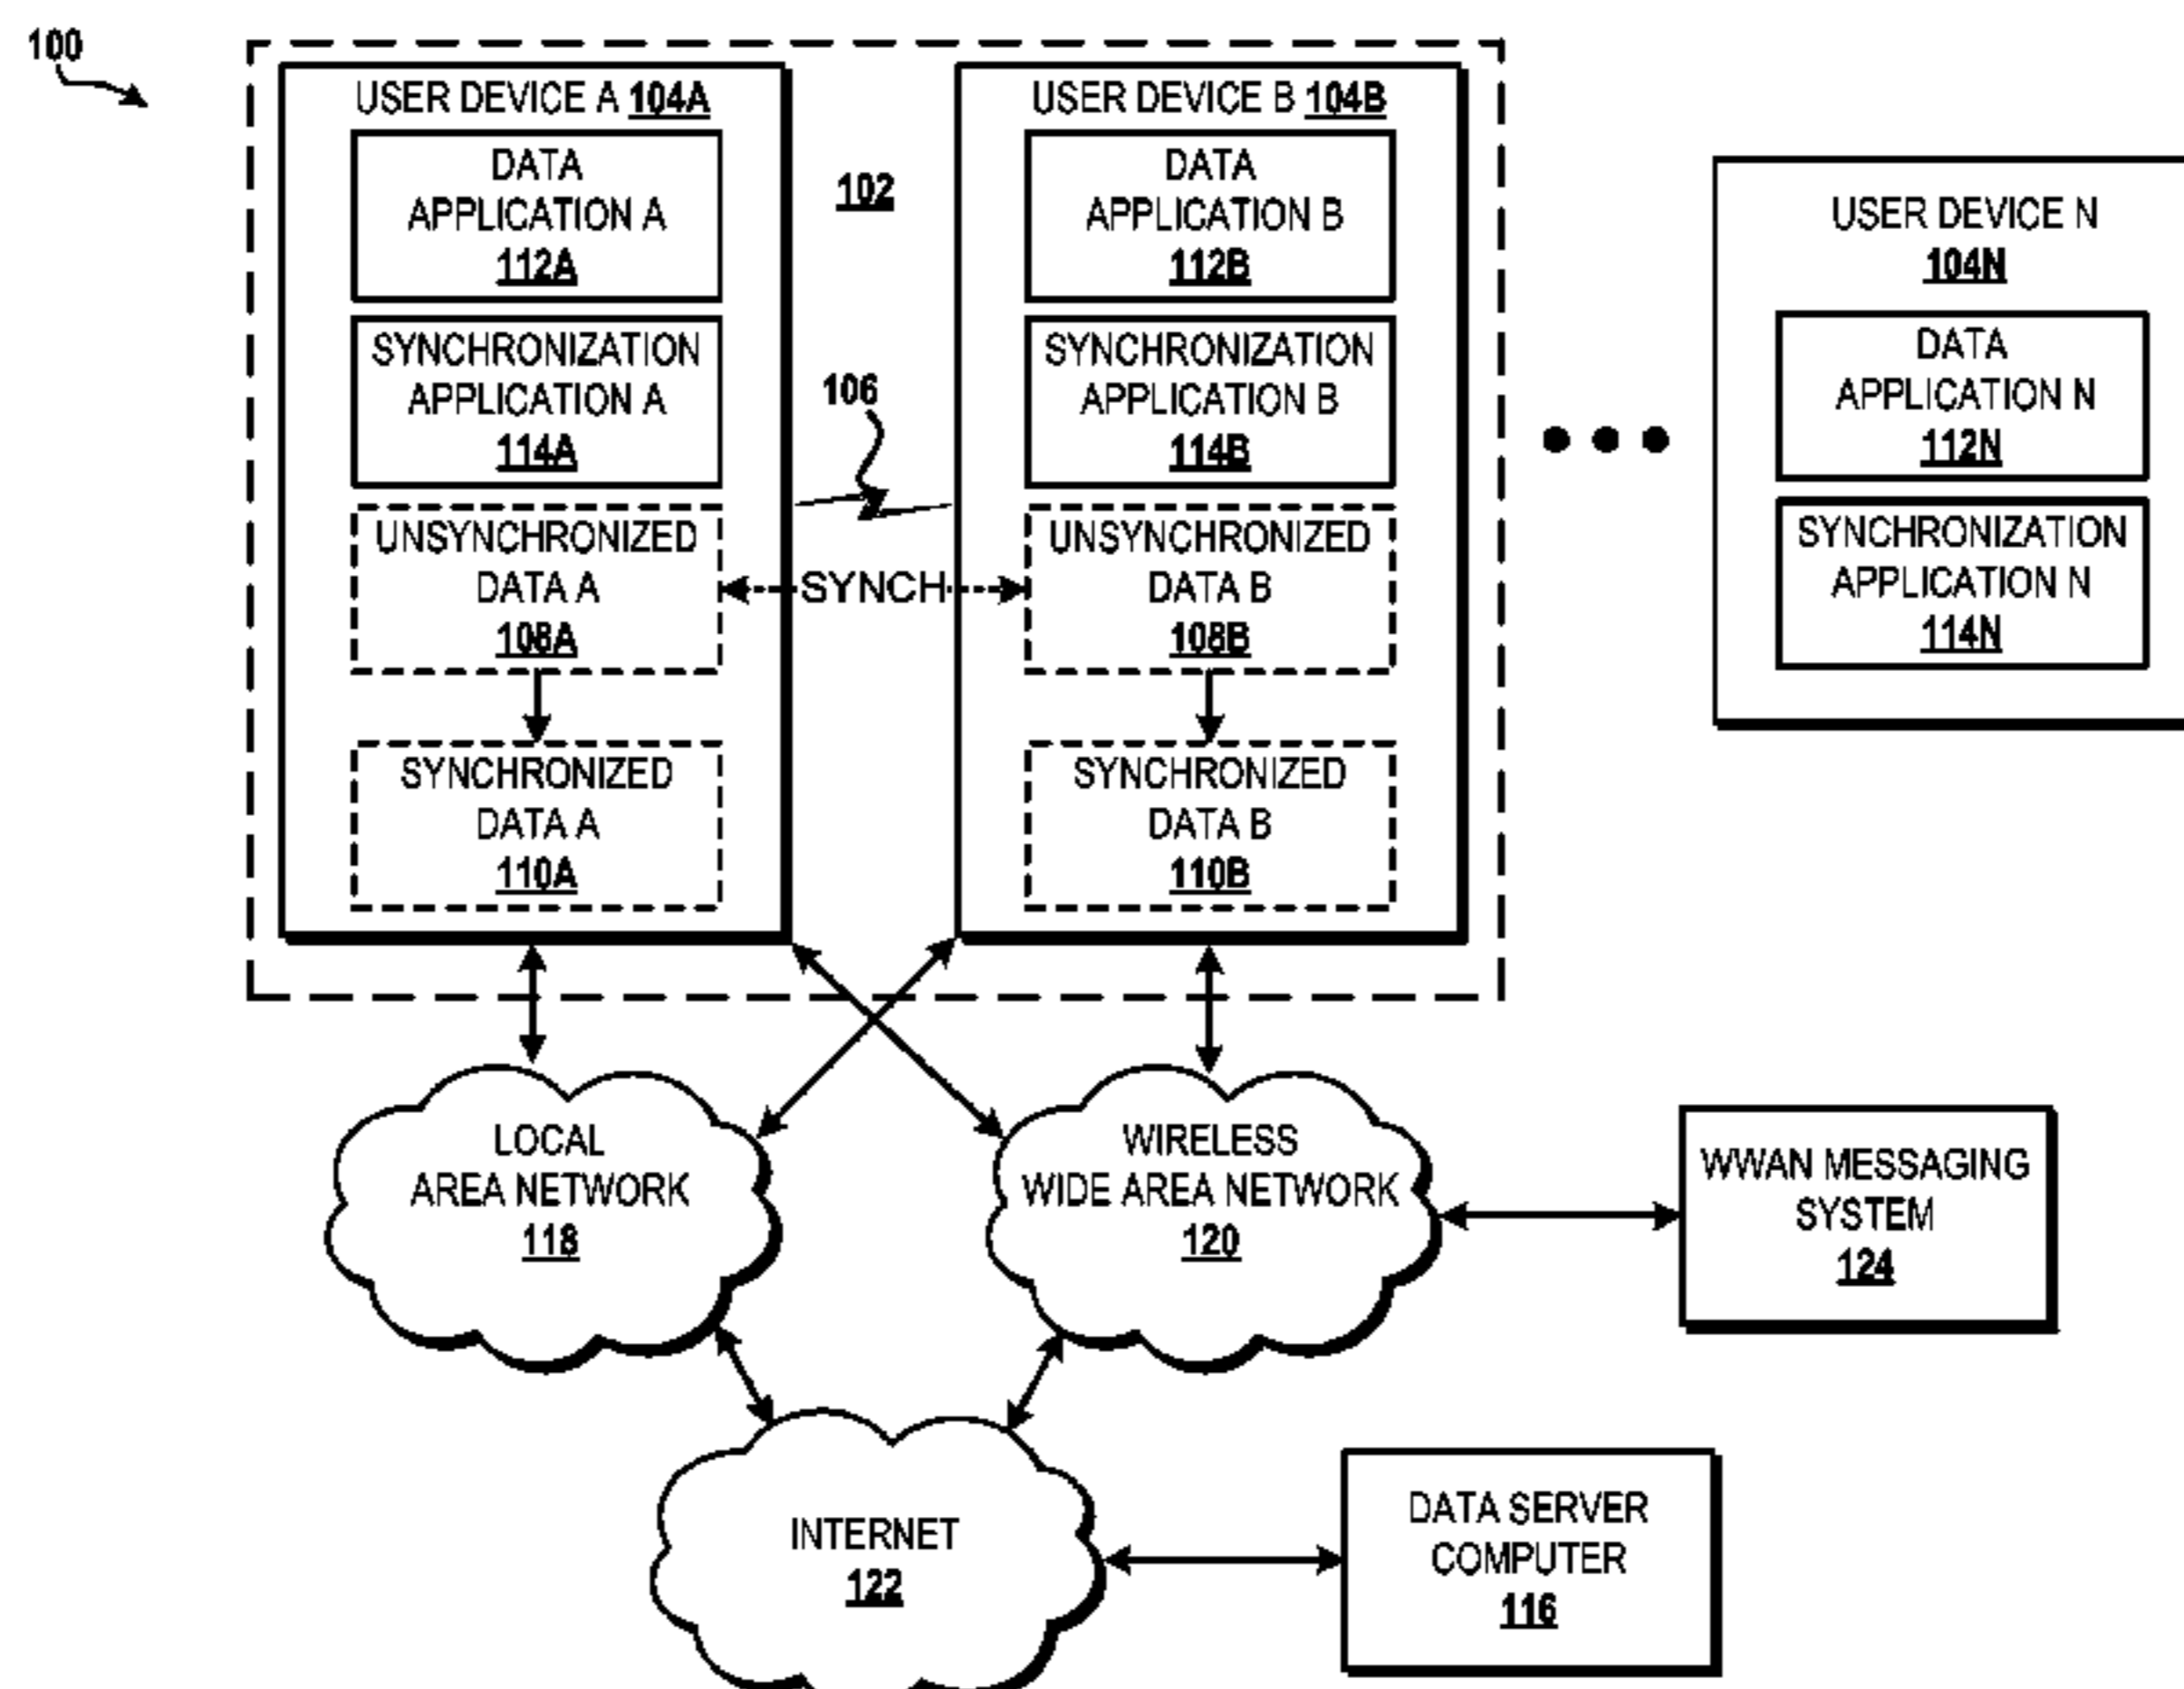 100
USER DEVICE A 104A
DATA
APPLICATION A
112A
SYNCHRONIZATION
APPLICATION A
114A
UNSYNCHRONIZED
DATA A
108A
SYNCHRONIZED
DATA A
110A
102
106
SYNCH
USER DEVICE B 104B
DATA
APPLICATION B
112B
SYNCHRONIZATION
APPLICATION B
114B
UNSYNCHRONIZED
DATA B
108B
SYNCHRONIZED
DATA B
110B
USER DEVICE N
104N
DATA
APPLICATION N
112N
SYNCHRONIZATION
APPLICATION N
114N
LOCAL
AREA NETWORK
118
WIRELESS
WIDE AREA NETWORK
120
WWAN MESSAGING
SYSTEM
124
INTERNET
122
DATA SERVER
COMPUTER
116